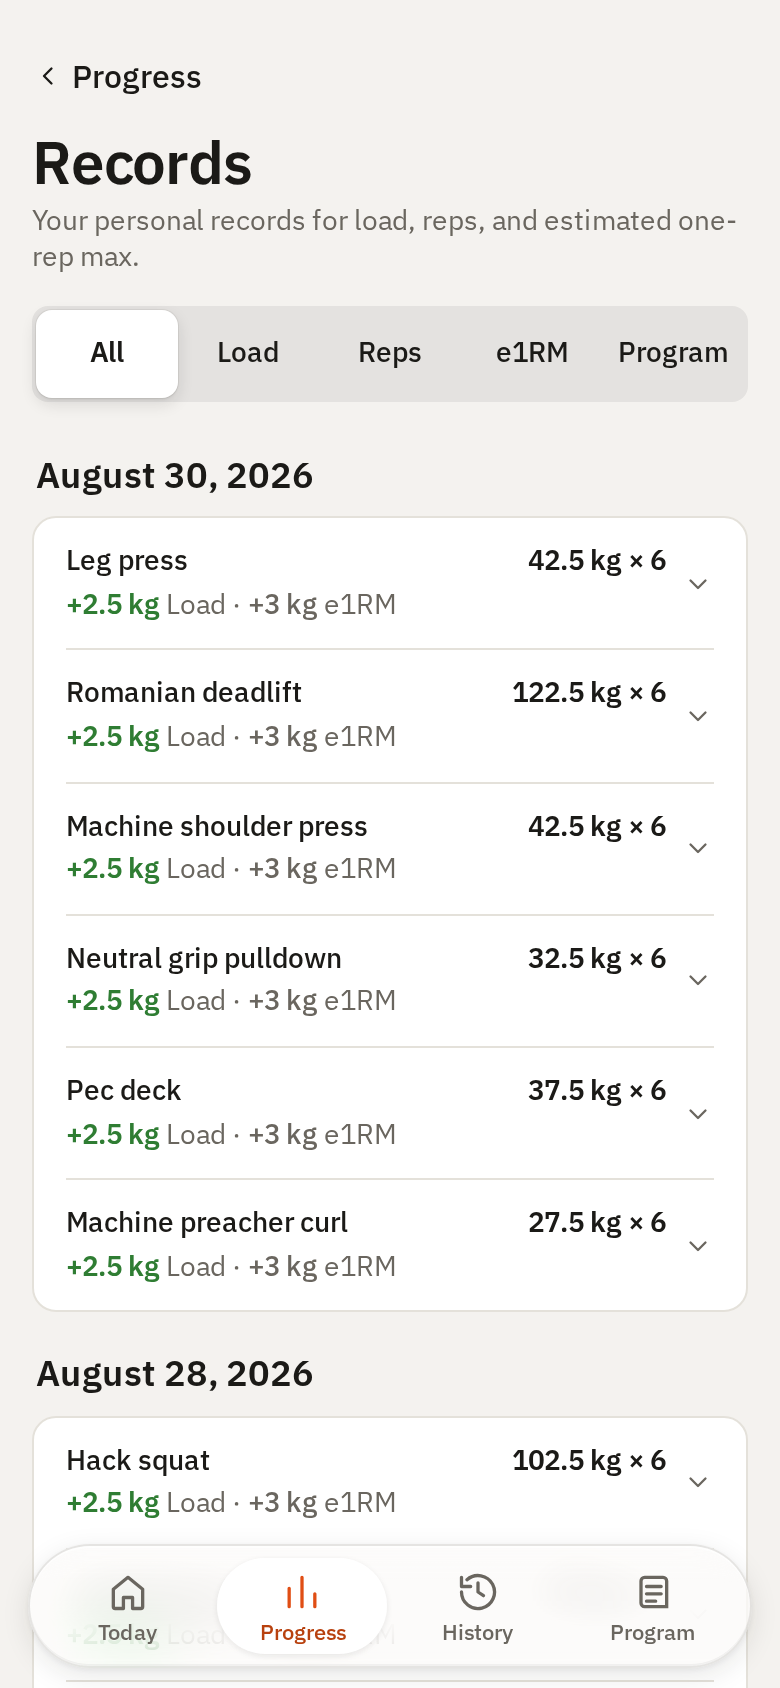 Progress
Records
Your personal records for load, reps, and estimated one-
rep max.
All Load Reps e1RM Program
August 30, 2026
Leg press 42.5 kg × 6
+2.5 kg Load · +3 kg e1RM
Romanian deadlift 122.5 kg × 6
+2.5 kg Load · +3 kg e1RM
Machine shoulder press 42.5 kg × 6
+2.5 kg Load · +3 kg e1RM
Neutral grip pulldown 32.5 kg × 6
+2.5 kg Load · +3 kg e1RM
Pec deck 37.5 kg × 6
+2.5 kg Load · +3 kg e1RM
Machine preacher curl 27.5 kg × 6
+2.5 kg Load · +3 kg e1RM
August 28, 2026
Hack squat 102.5 kg × 6
+2.5 kg Load · +3 kg e1RM
Today Progress History Program